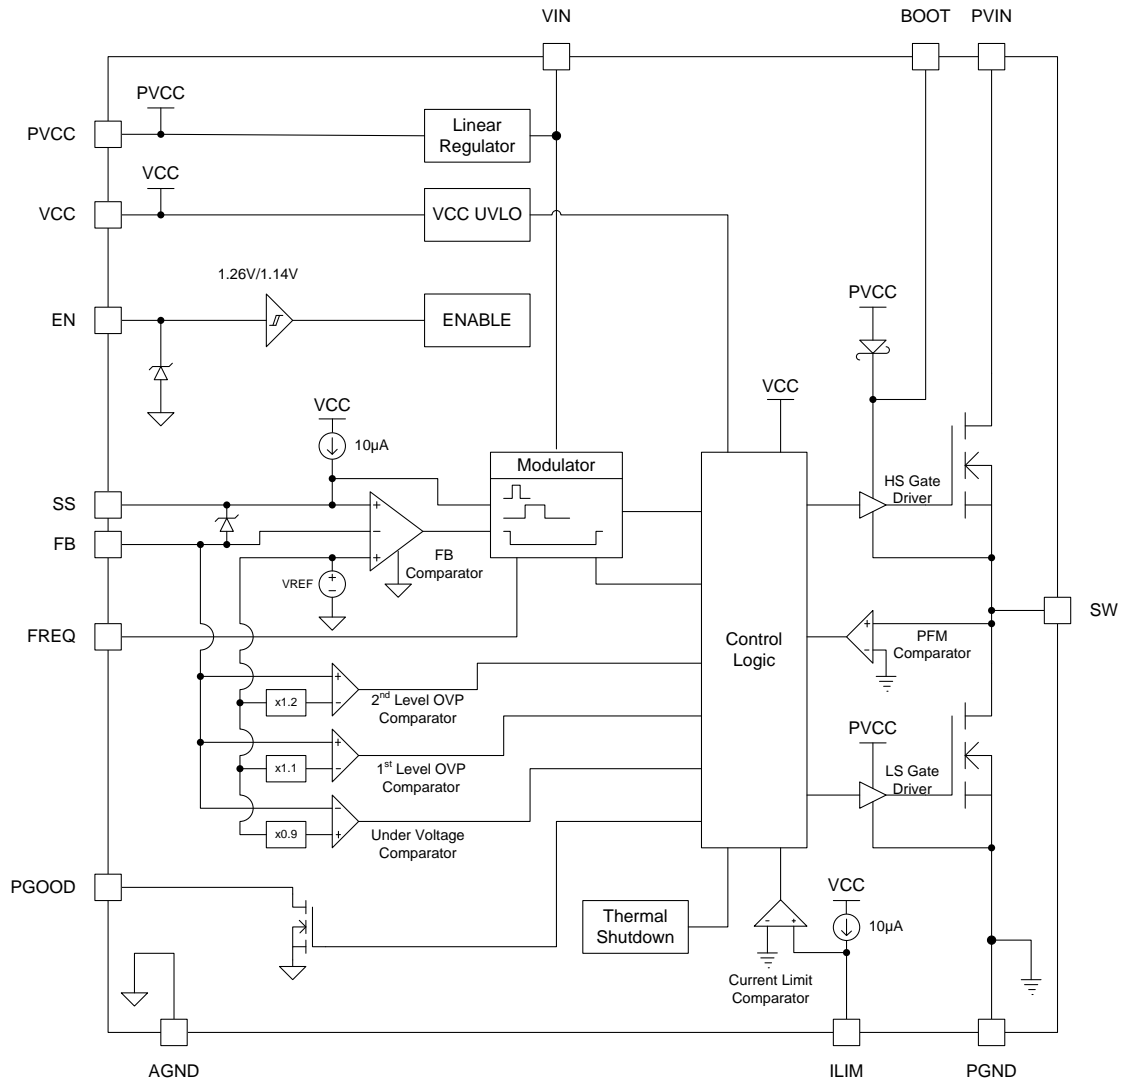 VIN
BOOT
PVIN
PVCC
PVCC
Linear
Regulator
VCC
VCC
VCC UVLO
1.26V/1.14V
EN
ENABLE
PVCC
VCC
VCC
10µA
Modulator
SS
HS Gate
Driver
FB
FB
Comparator
VREF
SW
FREQ
Control
Logic
PFM
Comparator
x1.2
2nd Level OVP
Comparator
PVCC
x1.1
1st Level OVP
Comparator
LS Gate
Driver
x0.9
Under Voltage
Comparator
PGOOD
VCC
Thermal
Shutdown
10µA
Current Limit
Comparator
AGND
ILIM
PGND